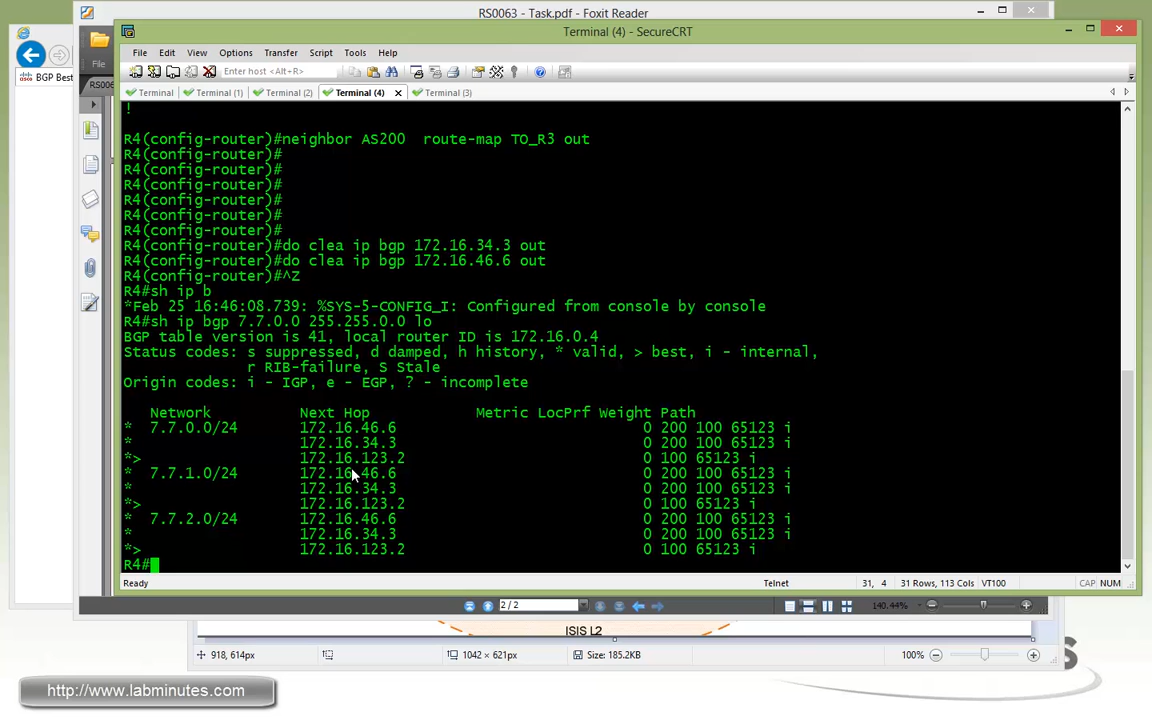 RS0063 - Task.pdf - Foxit Reader
Terminal (4) - SecureCRT
File Edit View Options Transfer Script Tools Help
Enter host <Alt+R>
File
BGP Best
RS006
Terminal Terminal (1) Terminal (2) Terminal (4) Terminal (3)
!
R4(config-router)#neighbor AS200  route-map TO_R3 out
R4(config-router)#
R4(config-router)#
R4(config-router)#
R4(config-router)#
R4(config-router)#
R4(config-router)#
R4(config-router)#do clea ip bgp 172.16.34.3 out
R4(config-router)#do clea ip bgp 172.16.46.6 out
R4(config-router)#^Z
R4#sh ip b
*Feb 25 16:46:08.739: %SYS-5-CONFIG_I: Configured from console by console
R4#sh ip bgp 7.7.0.0 255.255.0.0 lo
BGP table version is 41, local router ID is 172.16.0.4
Status codes: s suppressed, d damped, h history, * valid, > best, i - internal,
r RIB-failure, S Stale
Origin codes: i - IGP, e - EGP, ? - incomplete
Network Next Hop Metric LocPrf Weight Path
* 7.7.0.0/24 172.16.46.6 0 200 100 65123 i
* 172.16.34.3 0 200 100 65123 i
*> 172.16.123.2 0 100 65123 i
* 7.7.1.0/24 172.16.46.6 0 200 100 65123 i
* 172.16.34.3 0 200 100 65123 i
*> 172.16.123.2 0 100 65123 i
* 7.7.2.0/24 172.16.46.6 0 200 100 65123 i
* 172.16.34.3 0 200 100 65123 i
*> 172.16.123.2 0 100 65123 i
R4#
Ready Telnet 31, 4 31 Rows, 113 Cols VT100 CAP NUM
2 / 2 140.44%
ISIS L2
918, 614px 1042 × 621px Size: 185.2KB 100%
http://www.labminutes.com